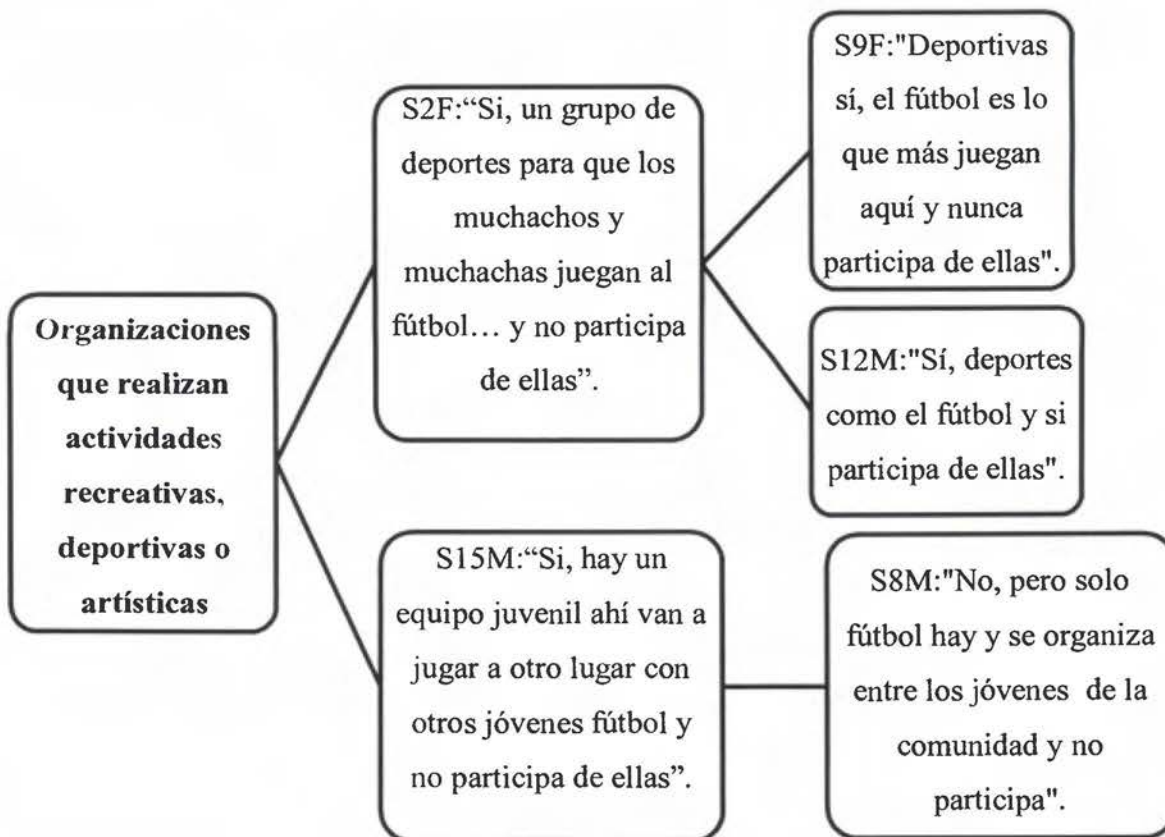 Organizaciones
que realizan
actividades
recreativas,
deportivas o
artísticas
S2F:“Si, un grupo de
deportes para que los
muchachos y
muchachas juegan al
fútbol… y no participa
de ellas”.
S9F:"Deportivas
sí, el fútbol es lo
que más juegan
aquí y nunca
participa de ellas".
S12M:"Sí, deportes
como el fútbol y si
participa de ellas".
S15M:“Si, hay un
equipo juvenil ahí van a
jugar a otro lugar con
otros jóvenes fútbol y
no participa de ellas”.
S8M:"No, pero solo
fútbol hay y se organiza
entre los jóvenes de la
comunidad y no
participa".